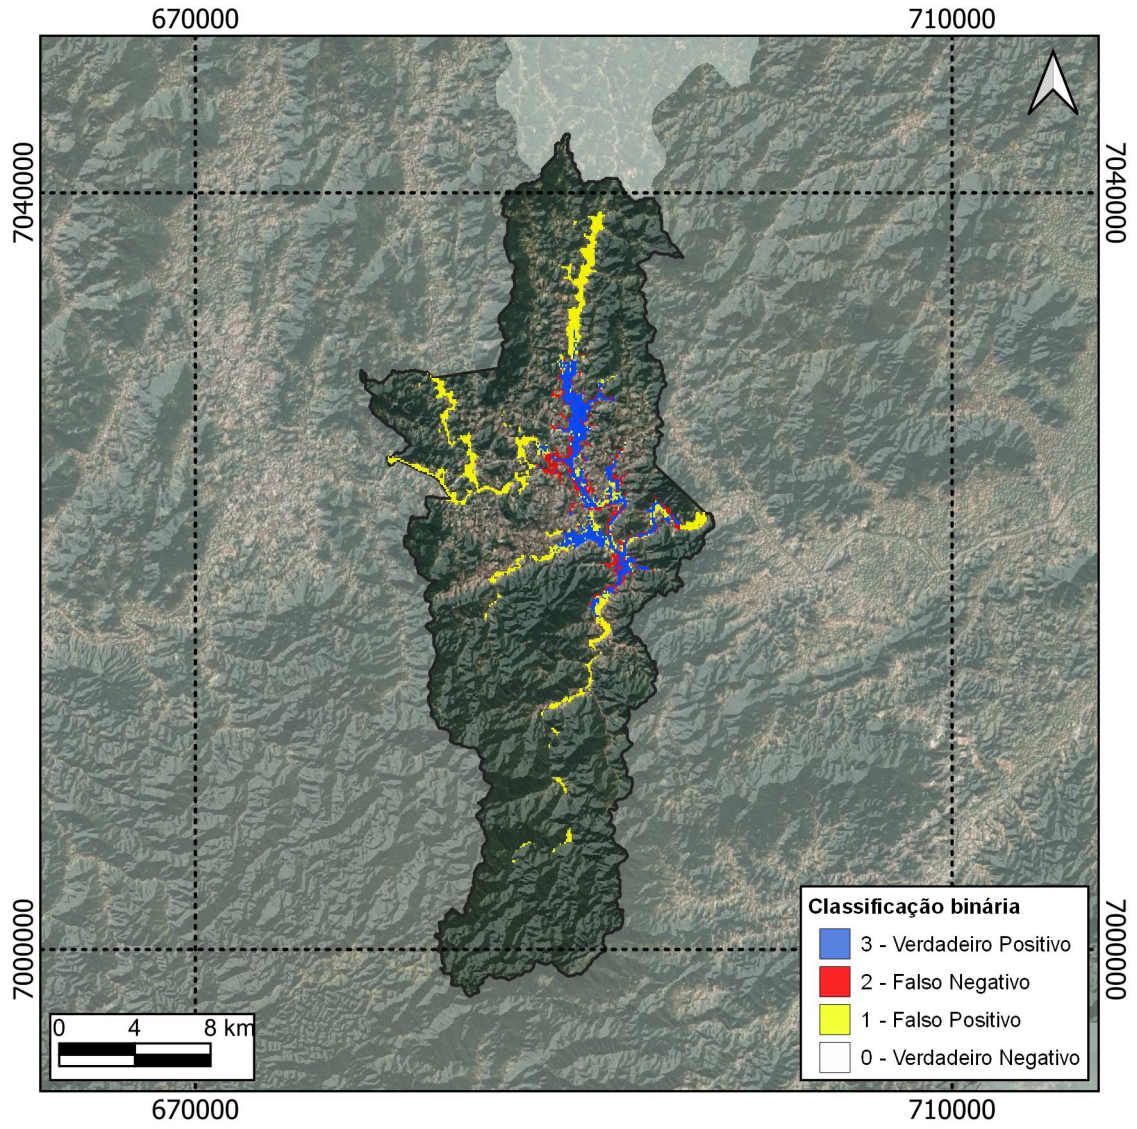 670000 710000
7040000 7040000
7000000 7000000
Classificação binária
3 - Verdadeiro Positivo
2 - Falso Negativo
1 - Falso Positivo
0 - Verdadeiro Negativo
0 4 8 km
670000 710000